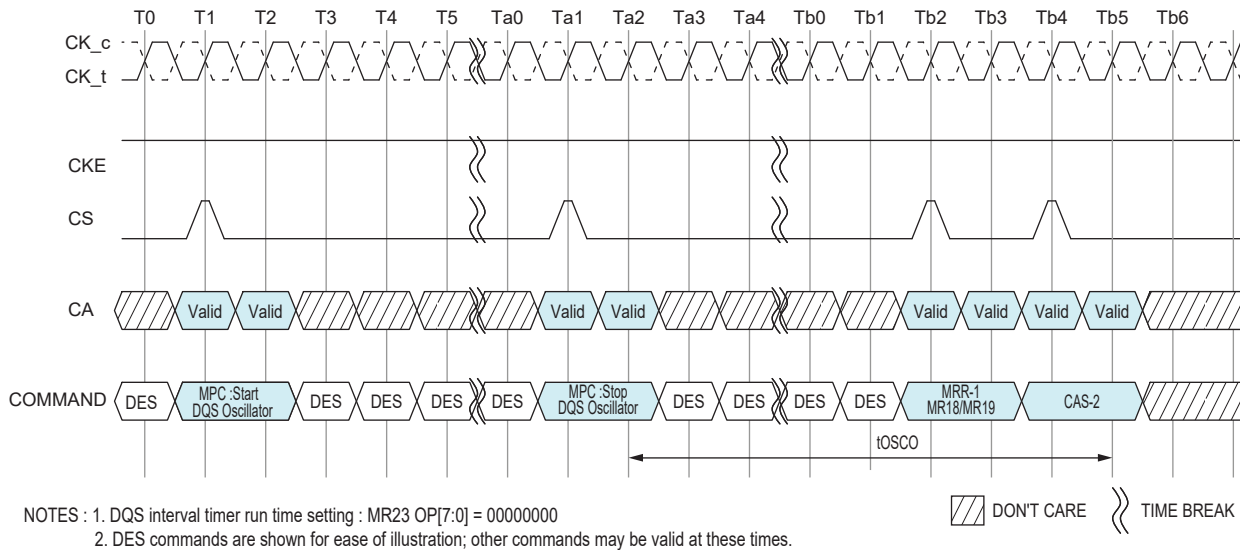 T0 T1 T2 T3 T4 T5 Ta0 Ta1 Ta2 Ta3 Ta4 Tb0 Tb1 Tb2 Tb3 Tb4 Tb5 Tb6
CK_c
CK_t
CKE
CS
CA Valid Valid Valid Valid Valid Valid Valid Valid
COMMAND DES MPC :Start DQS Oscillator DES DES DES DES MPC :Stop DQS Oscillator DES DES DES DES MRR-1 MR18/MR19 CAS-2
tOSCO
NOTES : 1. DQS interval timer run time setting : MR23 OP[7:0] = 00000000
2. DES commands are shown for ease of illustration; other commands may be valid at these times.
DON'T CARE TIME BREAK